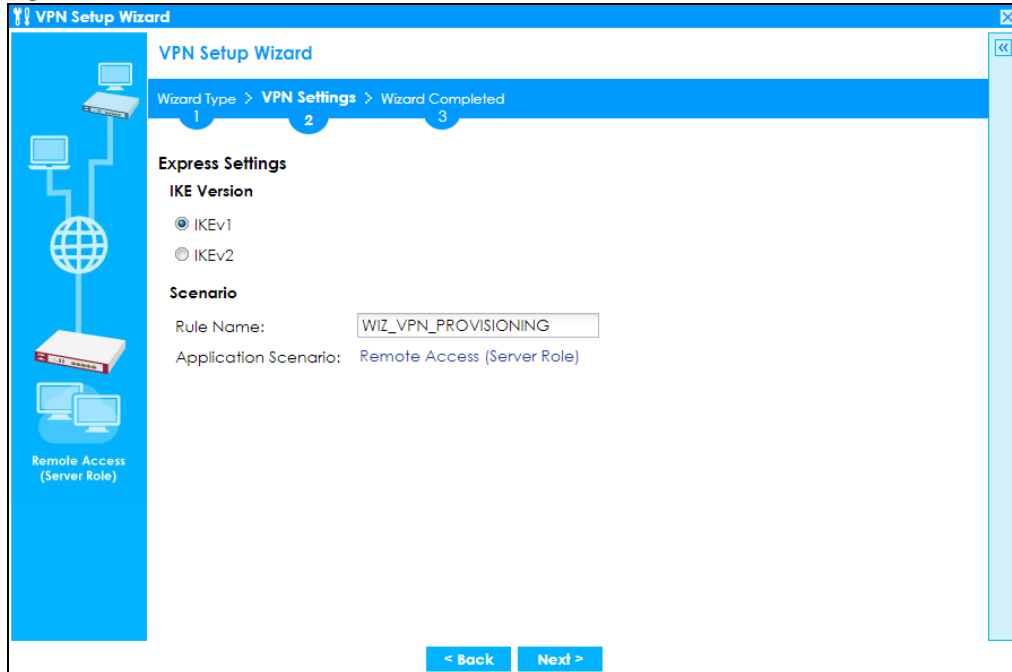 VPN Setup Wizard
VPN Setup Wizard
Wizard Type > VPN Settings > Wizard Completed
1 2 3
Express Settings
IKE Version
IKEv1
IKEv2
Scenario
Rule Name: WIZ_VPN_PROVISIONING
Application Scenario: Remote Access (Server Role)
Remote Access
(Server Role)
< Back Next >